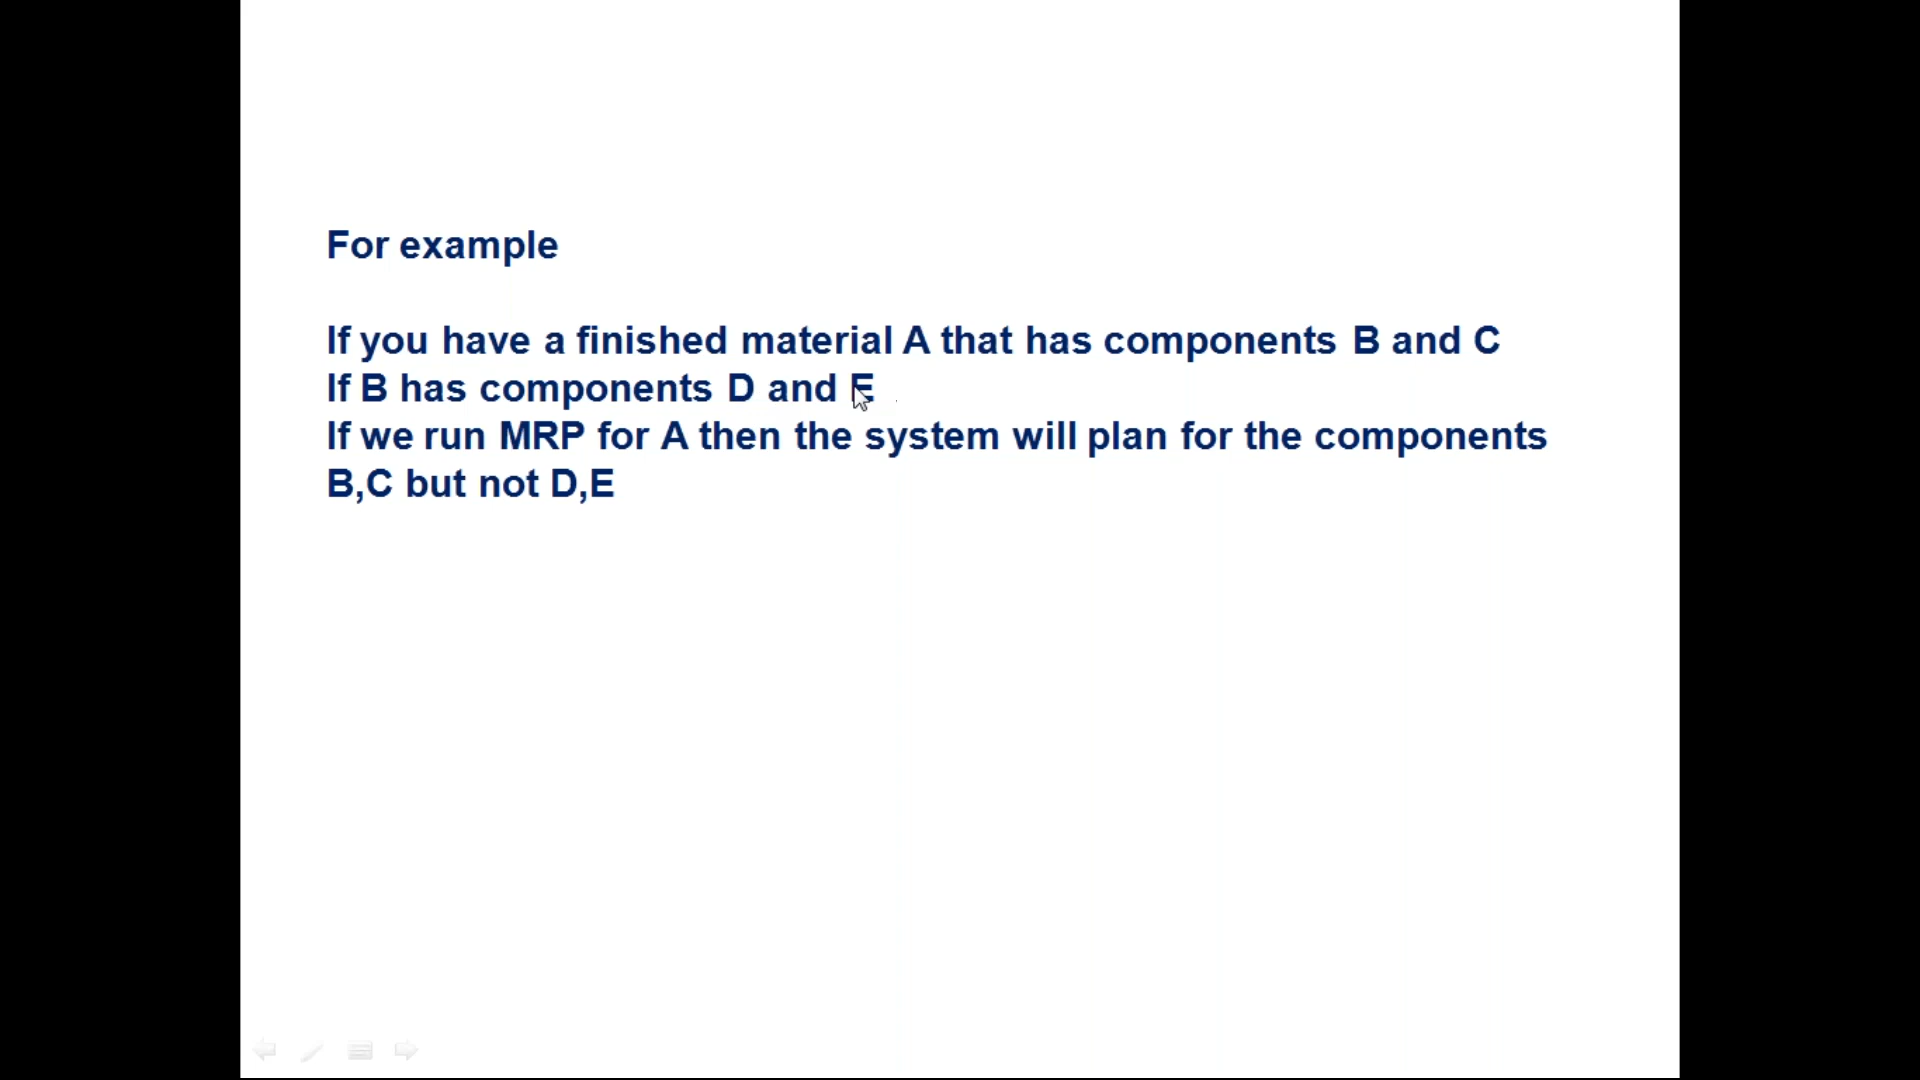 For example
If you have a finished material A that has components B and C
If B has components D and E
If we run MRP for A then the system will plan for the components
B,C but not D,E